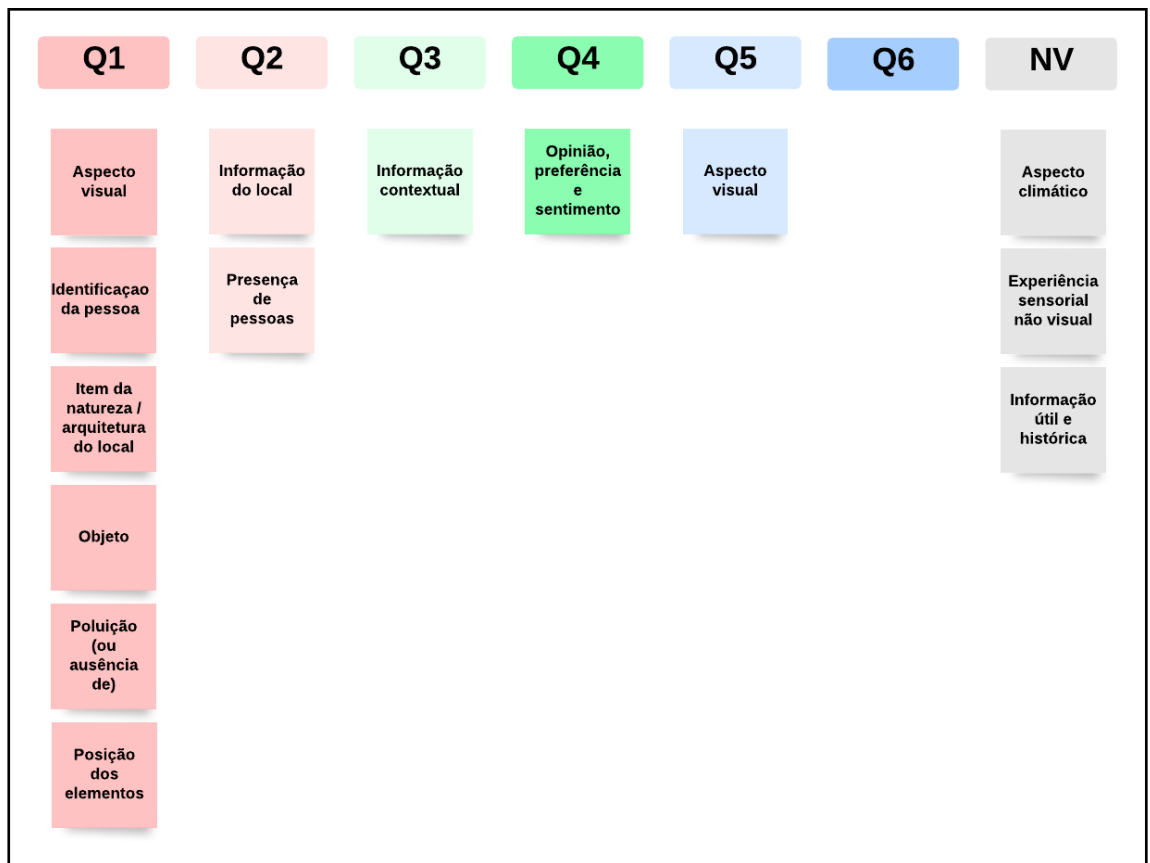 Q1
Q2
Q3
Q4
Q5
Q6
NV
Aspecto
visual
Identificaçao
da pessoa
Item da
natureza /
arquitetura
do local
Objeto
Poluição
(ou
ausência
de)
Posição
dos
elementos
Informação
do local
Presença
de
pessoas
Informação
contextual
Opinião,
preferência
e
sentimento
Aspecto
visual
Aspecto
climático
Experiência
sensorial
não visual
Informação
útil e
histórica